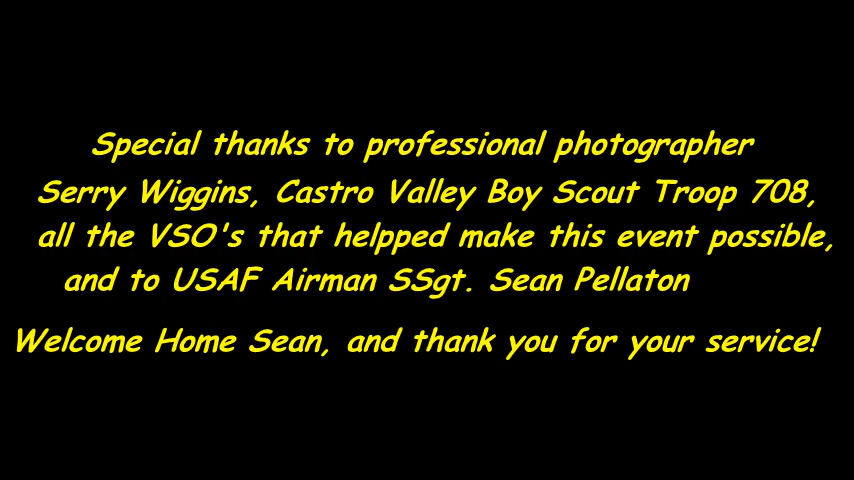 Special thanks to professional photographer
Serry Wiggins, Castro Valley Boy Scout Troop 708,
all the VSO's that helpped make this event possible,
and to USAF Airman SSgt. Sean Pellaton
Welcome Home Sean, and thank you for your service!